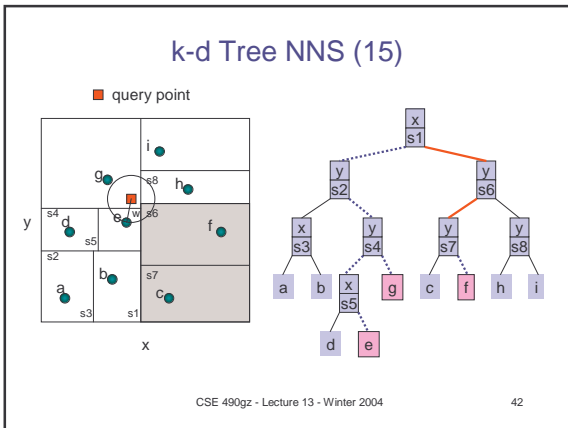 k-d Tree NNS (15)
query point
x
s1
i
g
s8
h
y
s2
y
s6
e
w
s6
s4
d
s5
f
y
x
s3
y
s4
y
s7
y
s8
s2
b
s7
a
c
s3
s1
a
b
x
s5
g
c
f
h
i
x
d
e
CSE 490gz - Lecture 13 - Winter 2004
42